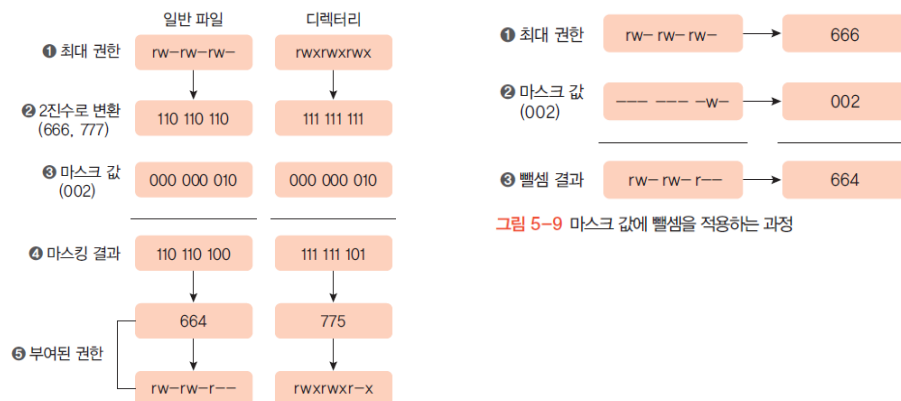 일반 파일 디렉터리
❶ 최대 권한 rw-rw-rw- rwxrwxrwx
❷ 2진수로 변환 110 110 110 111 111 111
(666, 777)
❸ 마스크 값 000 000 010 000 000 010
(002)
❹ 마스킹 결과 110 110 100 111 111 101
664 775
❺ 부여된 권한
rw-rw-r-- rwxrwxr-x
❶ 최대 권한 rw- rw- rw- 666
❷ 마스크 값 --- --- -w- 002
(002)
❸ 뺄셈 결과 rw- rw- r-- 664
그림 5-9 마스크 값에 뺄셈을 적용하는 과정